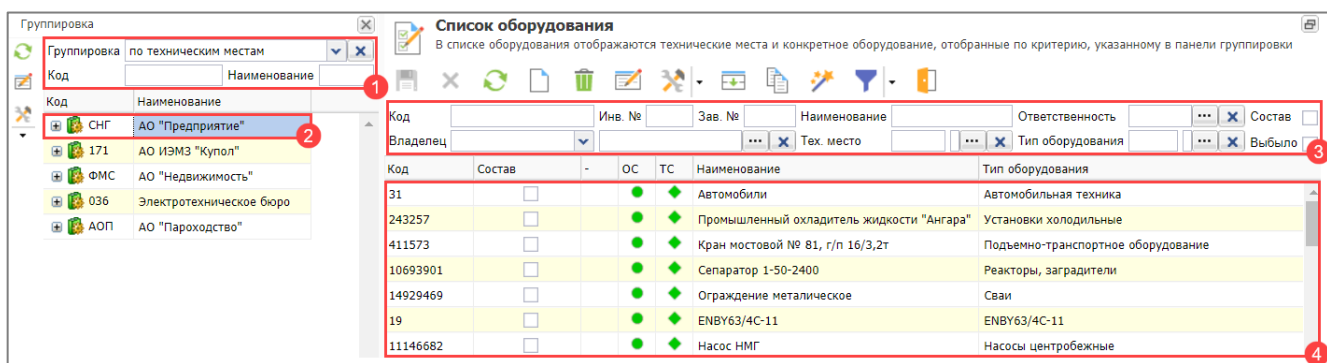 Группировка
Группировка по техническим местам
Код Наименование
1
Код Наименование
СНГ АО "Предприятие"
2
171 АО ИЭМЗ "Купол"
ФМС АО "Недвижимость"
036 Электротехническое бюро
АОП АО "Пароходство"
Список оборудования
В списке оборудования отображаются технические места и конкретное оборудование, отобранные по критерию, указанному в панели группировки
Код Инв. № Зав. № Наименование Ответственность ... Состав
Владелец ... Тех. место ... Тип оборудования ... Выбыло
3
Код Состав - ОС ТС Наименование Тип оборудования
31 Автомобили Автомобильная техника
243257 Промышленный охладитель жидкости "Ангара" Установки холодильные
411573 Кран мостовой № 81, г/п 16/3,2т Подъемно-транспортное оборудование
10693901 Сепаратор 1-50-2400 Реакторы, заградители
14929469 Ограждение металическое Сваи
19 ENBY63/4C-11 ENBY63/4C-11
11146682 Насос НМГ Насосы центробежные
4